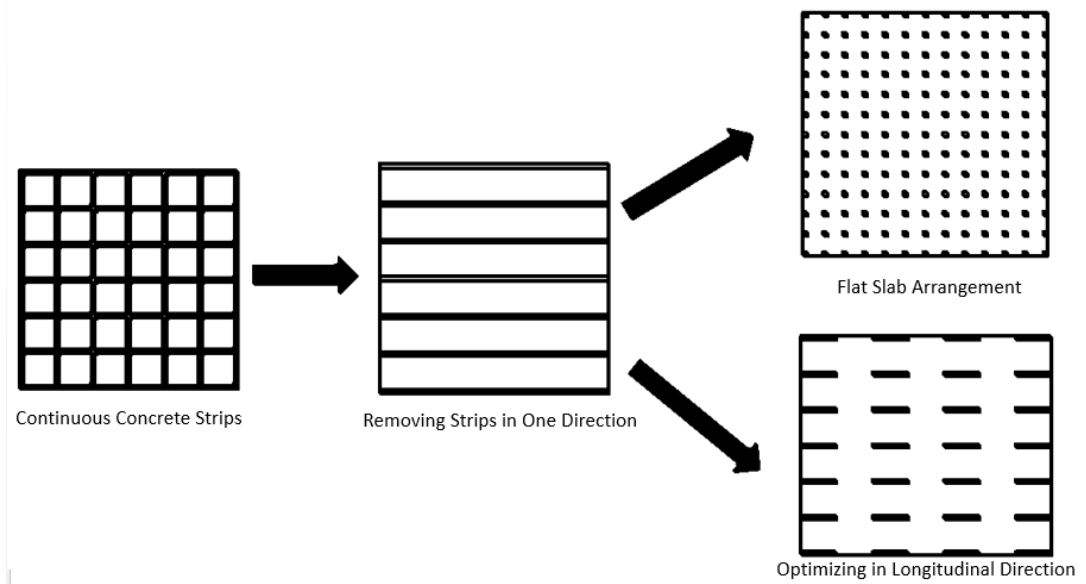 Continuous Concrete Strips
Removing Strips in One Direction
Flat Slab Arrangement
Optimizing in Longitudinal Direction